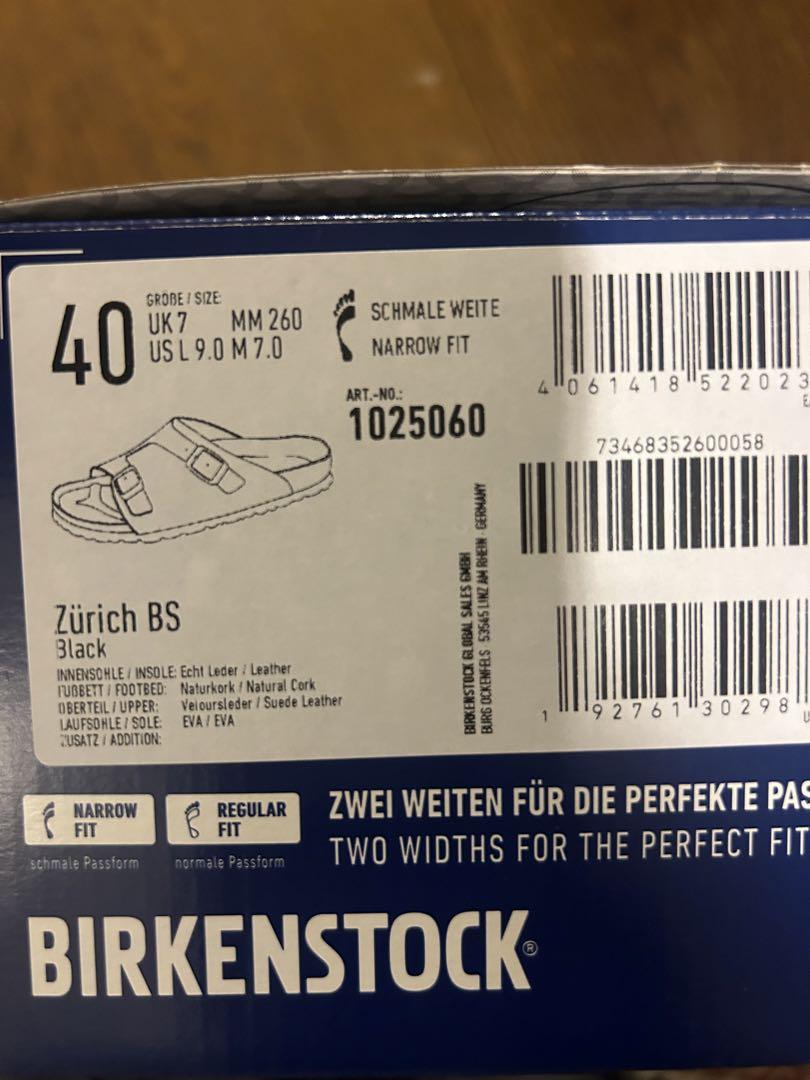 40
GRÖßE / SIZE:
UK 7 MM 260
US L 9.0 M 7.0
SCHMALE WEITE
NARROW FIT
ART.-NO.:
1025060
4 061418 522023
73468352600058
Zürich BS
Black
INNENSOHLE / INSOLE: Echt Leder / Leather
FUßBETT / FOOTBED: Naturkork / Natural Cork
OBERTEIL / UPPER: Veloursleder / Suede Leather
LAUFSOHLE / SOLE: EVA / EVA
ZUSATZ / ADDITION:
BIRKENSTOCK GLOBAL SALES GMBH
BURG OCKENFELS 53545 LINZ AM RHEIN · GERMANY
1 92761 30298
NARROW FIT
schmale Passform
REGULAR FIT
normale Passform
ZWEI WEITEN FÜR DIE PERFEKTE PAS
TWO WIDTHS FOR THE PERFECT FIT
BIRKENSTOCK®